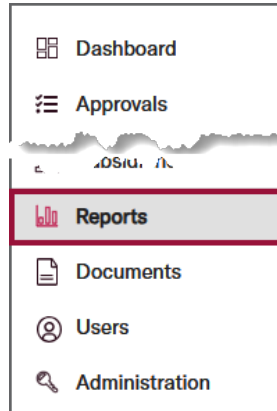 Dashboard
Approvals
Reports
Documents
Users
Administration